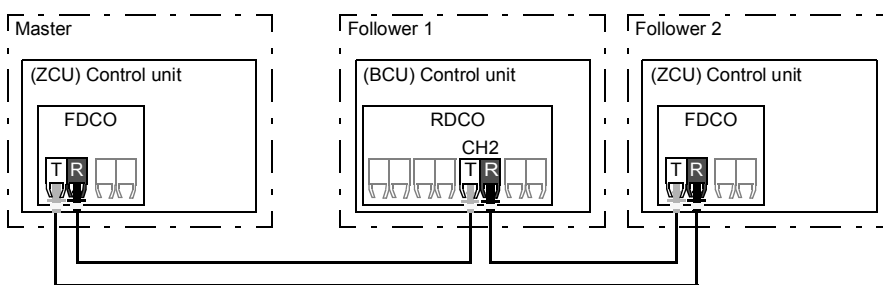 Master
(ZCU) Control unit
FDCO
T R
Follower 1
(BCU) Control unit
RDCO
CH2
T R
Follower 2
(ZCU) Control unit
FDCO
T R